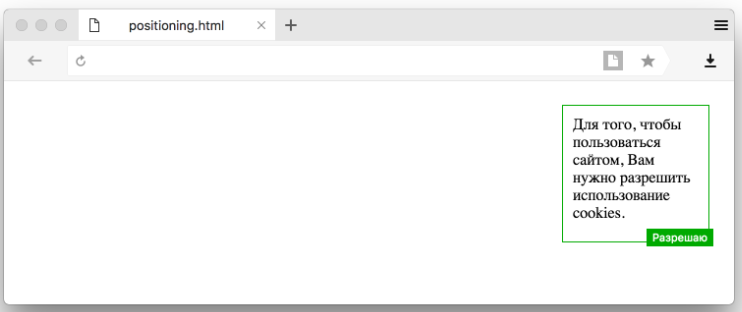 positioning.html
Для того, чтобы
пользоваться
сайтом, Вам
нужно разрешить
использование
cookies.
Разрешаю